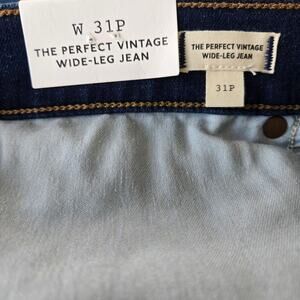 W 31P
THE PERFECT VINTAGE
WIDE-LEG JEAN
THE PERFECT VINTAGE
WIDE-LEG JEAN
31P